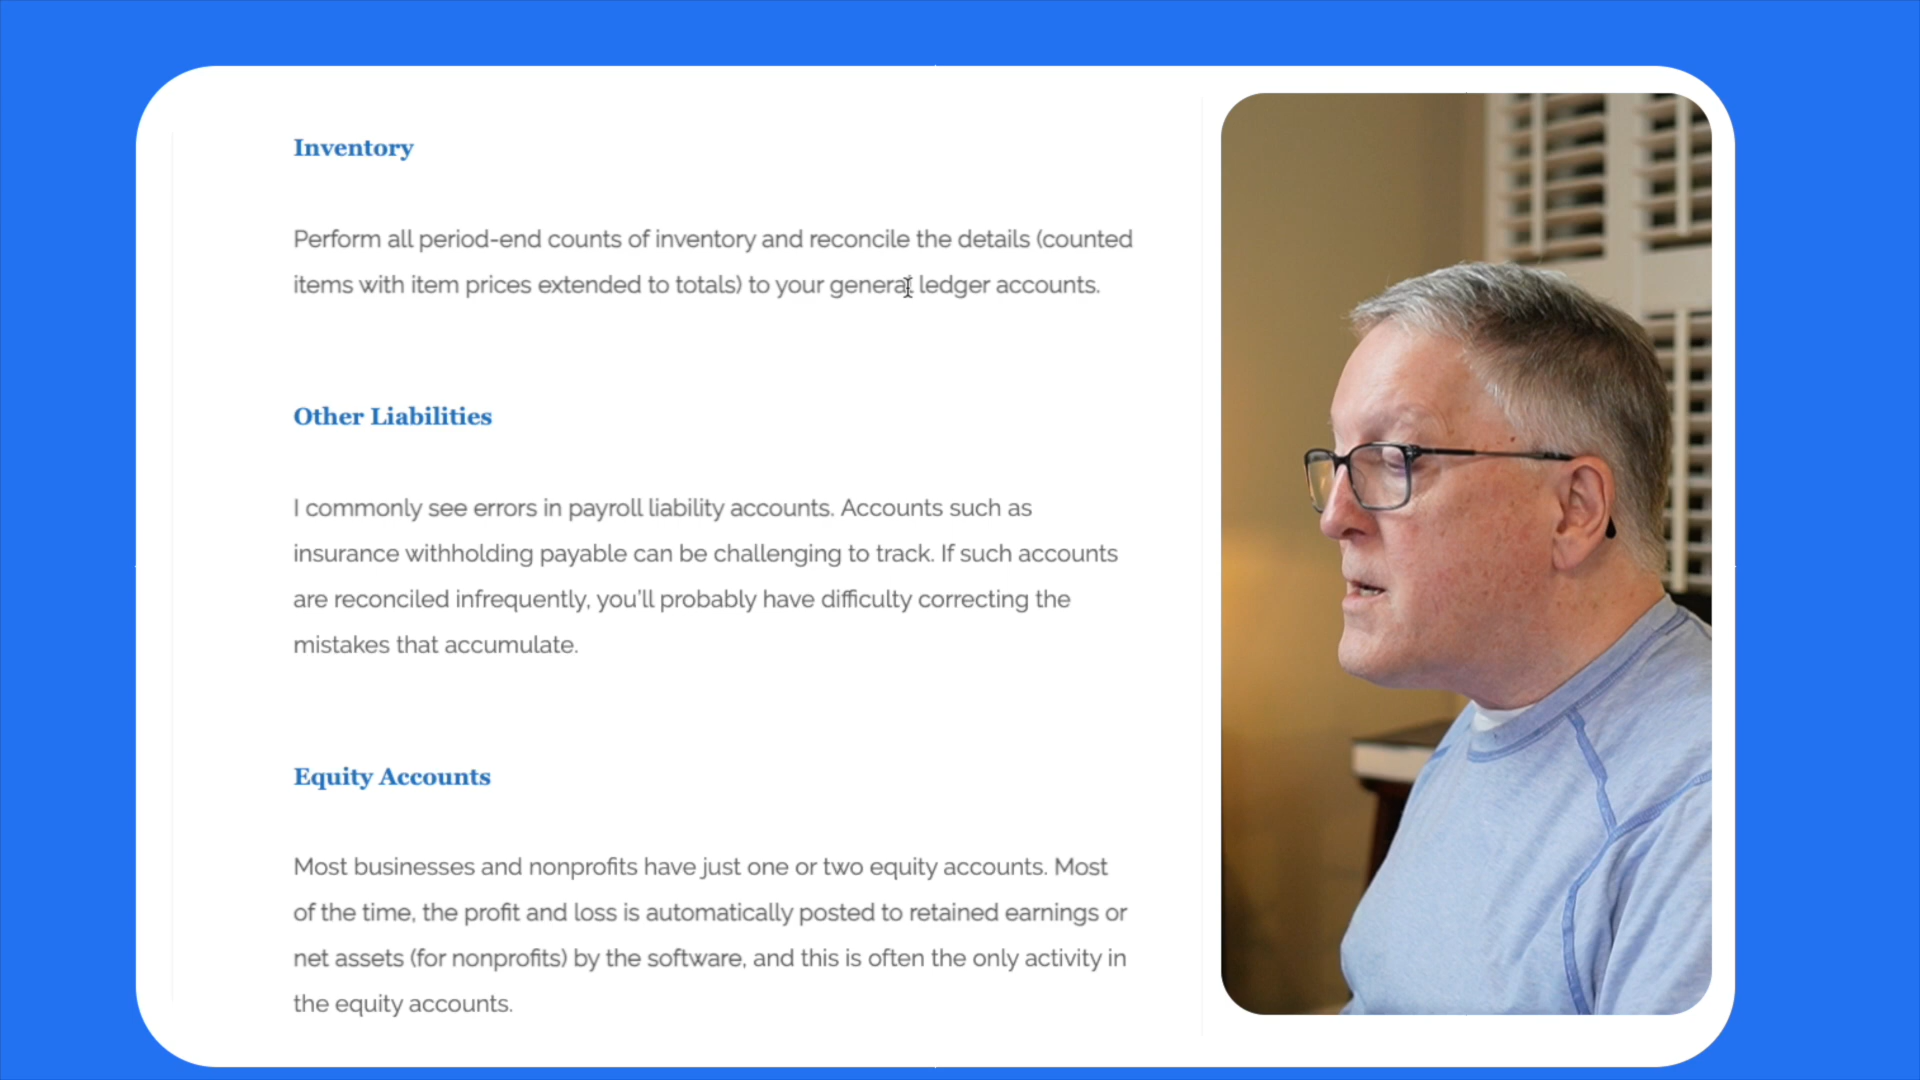 Inventory
Perform all period-end counts of inventory and reconcile the details (counted
items with item prices extended to totals) to your general ledger accounts.
Other Liabilities
I commonly see errors in payroll liability accounts. Accounts such as
insurance withholding payable can be challenging to track. If such accounts
are reconciled infrequently, you'll probably have difficulty correcting the
mistakes that accumulate.
Equity Accounts
Most businesses and nonprofits have just one or two equity accounts. Most
of the time, the profit and loss is automatically posted to retained earnings or
net assets (for nonprofits) by the software, and this is often the only activity in
the equity accounts.